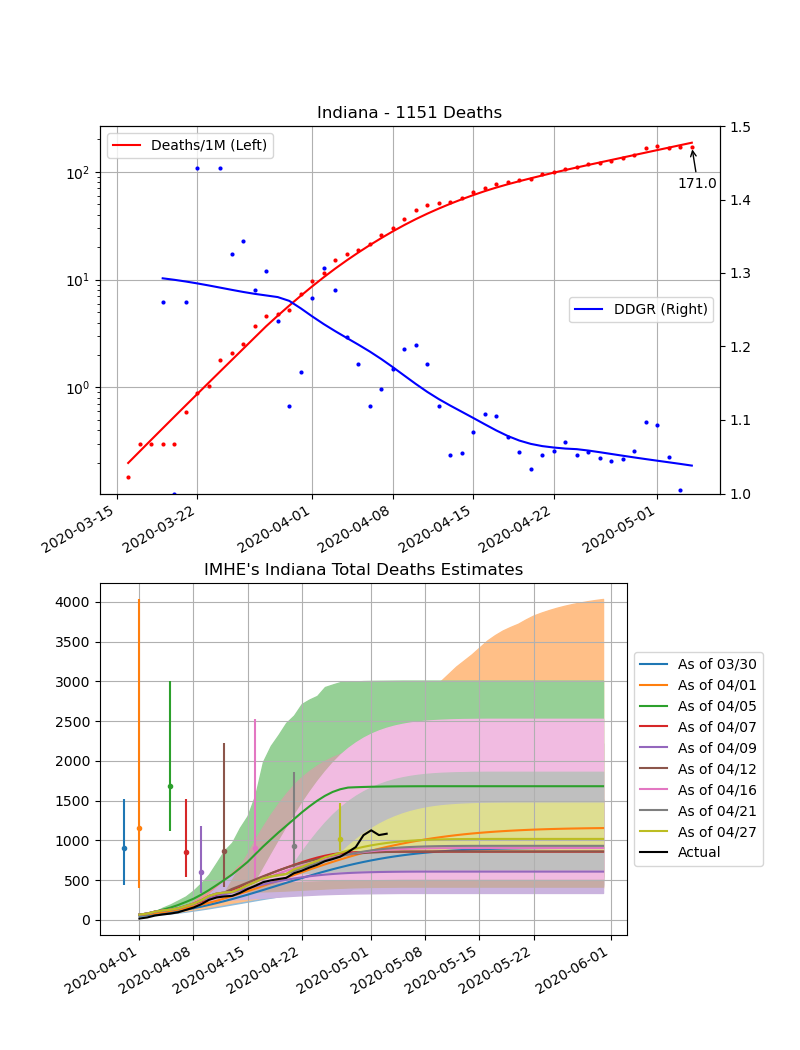 Indiana - 1151 Deaths
Deaths/1M (Left)
DDGR (Right)
171.0
10²
10¹
10⁰
1.5
1.4
1.3
1.2
1.1
1.0
2020-03-15
2020-03-22
2020-04-01
2020-04-08
2020-04-15
2020-04-22
2020-05-01
IMHE's Indiana Total Deaths Estimates
4000
3500
3000
2500
2000
1500
1000
500
0
2020-04-01
2020-04-08
2020-04-15
2020-04-22
2020-05-01
2020-05-08
2020-05-15
2020-05-22
2020-06-01
As of 03/30
As of 04/01
As of 04/05
As of 04/07
As of 04/09
As of 04/12
As of 04/16
As of 04/21
As of 04/27
Actual